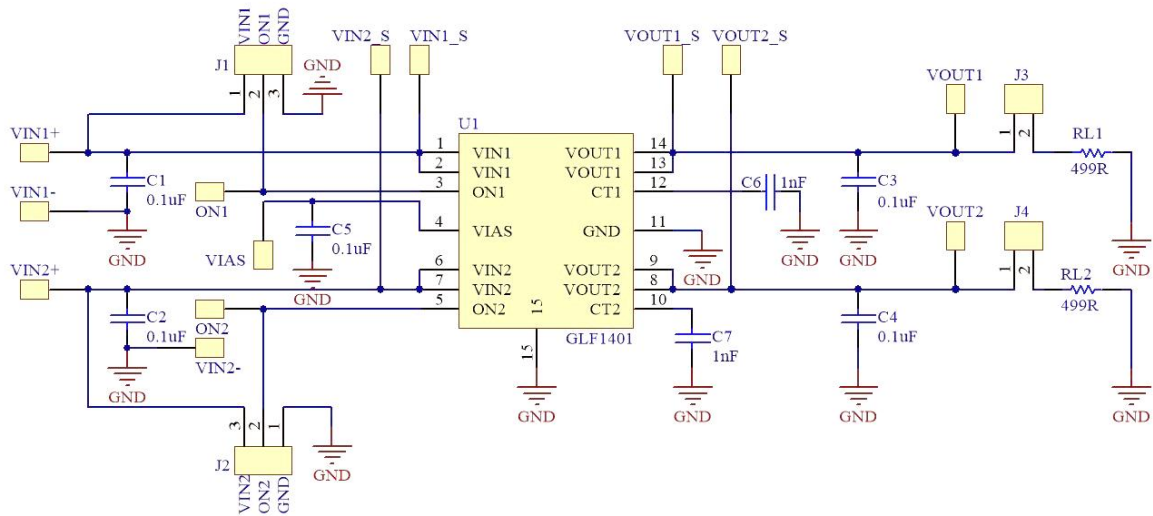 VIN1
ON1
GND
VIN2_S
VIN1_S
VOUT1_S
VOUT2_S
J1
1
2
3
GND
VOUT1
J3
1
2
RL1
499R
GND
U1
VIN1+
VIN1-
C1
0.1uF
GND
ON1
VIAS
C5
0.1uF
GND
1 VIN1
2 VIN1
3 ON1
4 VIAS
6 VIN2
7 VIN2
5 ON2
VOUT1 14
VOUT1 13
CT1 12
GND 11
VOUT2 9
VOUT2 8
CT2 10
15
15
GLF1401
GND
C6 1nF
GND
GND
C3
0.1uF
GND
VOUT2
J4
1
2
RL2
499R
GND
VIN2+
C2
0.1uF
GND
ON2
VIN2-
C7
1nF
GND
C4
0.1uF
GND
3
2
1
GND
J2
VIN2
ON2
GND